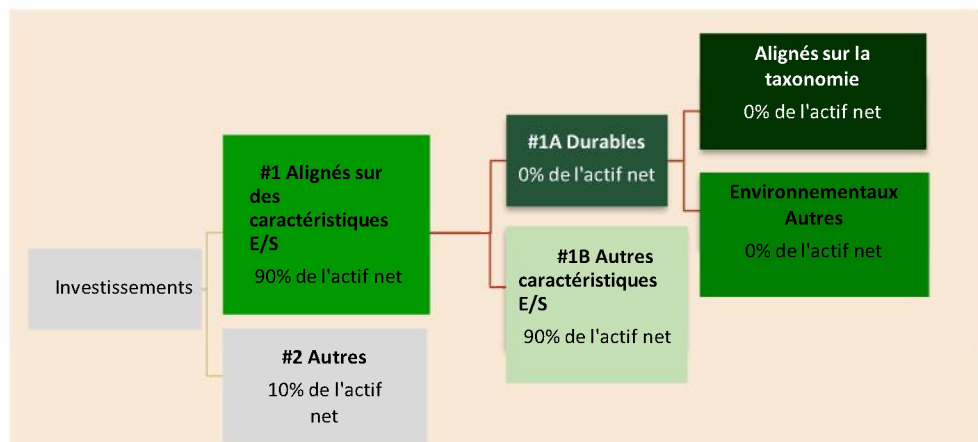 Investissements
#1 Alignés sur
des
caractéristiques
E/S
90% de l'actif net
#2 Autres
10% de l'actif
net
#1A Durables
0% de l'actif net
#1B Autres
caractéristiques
E/S
90% de l'actif net
Alignés sur la
taxonomie
0% de l'actif net
Environnementaux
Autres
0% de l'actif net